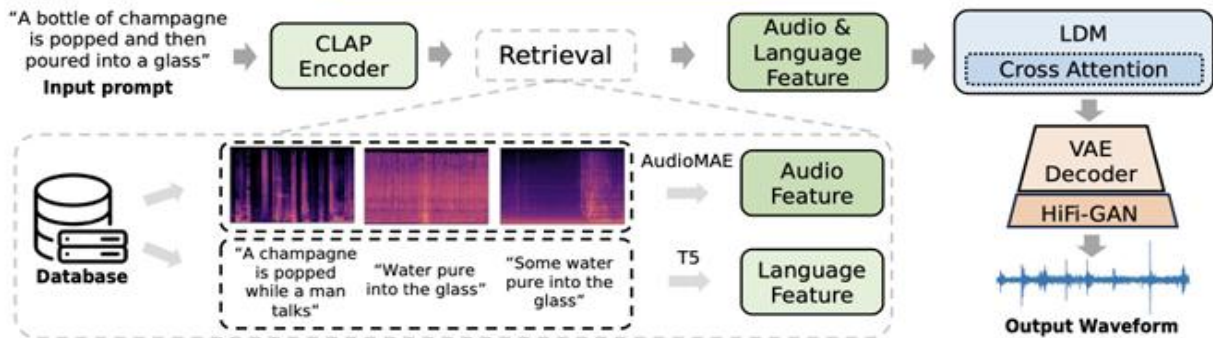 “A bottle of champagne
is popped and then
poured into a glass”
Input prompt
CLAP
Encoder
Retrieval
Audio &
Language
Feature
LDM
Cross Attention
VAE
Decoder
HiFi-GAN
Output Waveform
Database
AudioMAE
Audio
Feature
“A champagne
is popped
while a man
talks”
“Water pure
into the glass”
“Some water
pure into the
glass”
T5
Language
Feature